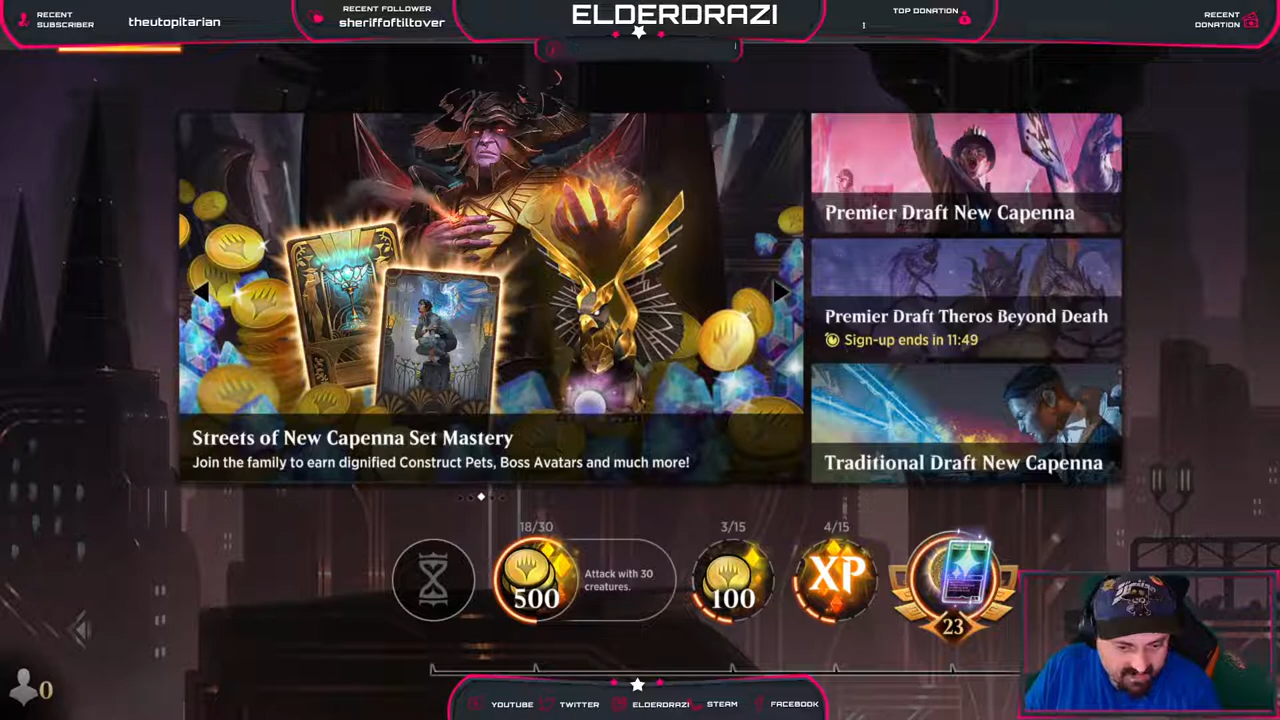 RECENT
SUBSCRIBER
theutopitarian
RECENT FOLLOWER
sheriffoftiltover
ELDERDRAZI
TOP DONATION
1
RECENT
DONATION
Premier Draft New Capenna
Premier Draft Theros Beyond Death
Sign-up ends in 11:49
Streets of New Capenna Set Mastery
Join the family to earn dignified Construct Pets, Boss Avatars and much more!
Traditional Draft New Capenna
18/30
500
Attack with 30
creatures.
3/15
100
4/15
XP
23
0
YOUTUBE
TWITTER
ELDERDRAZI
STEAM
FACEBOOK